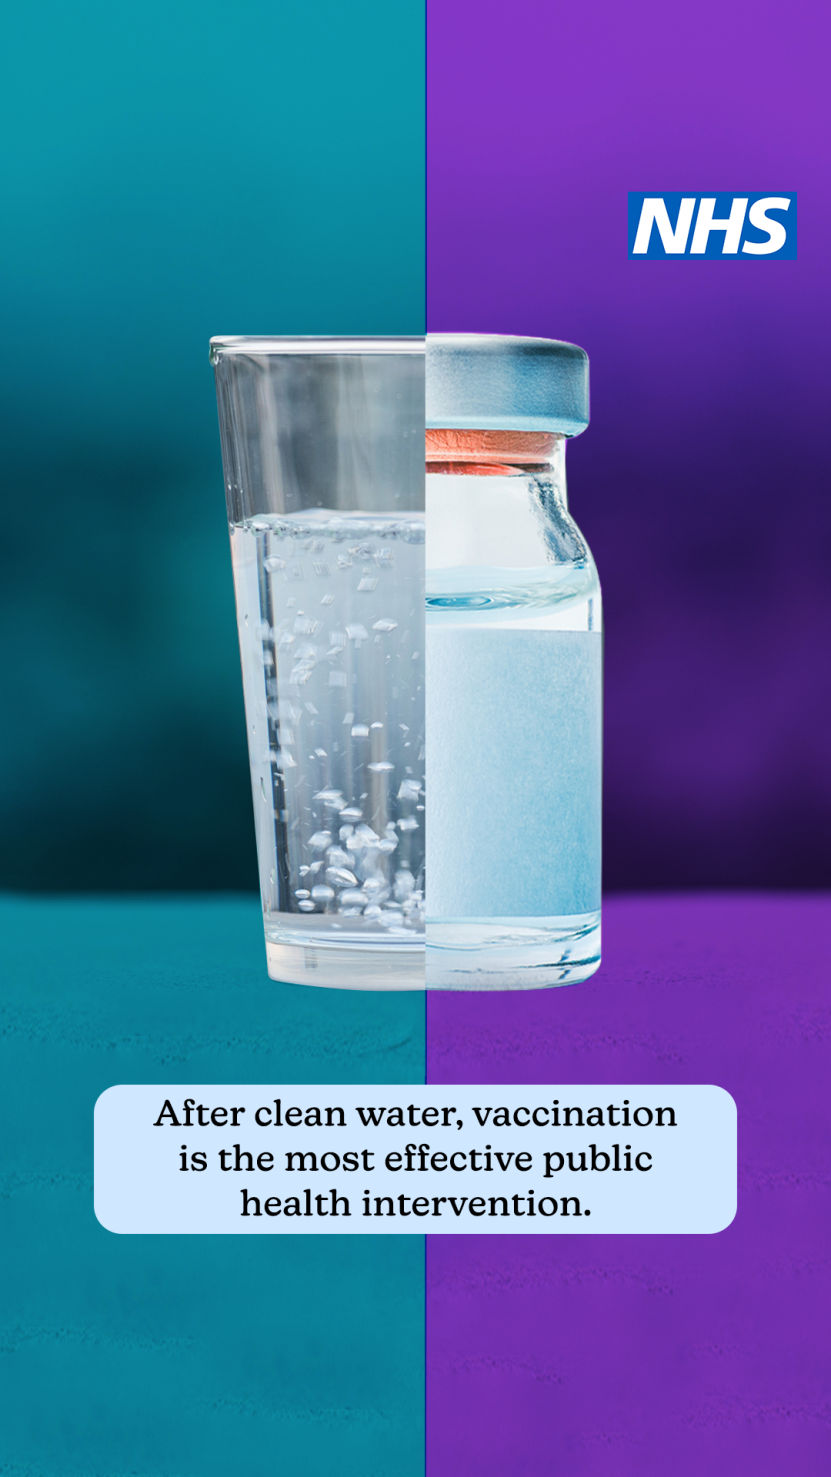 NHS
After clean water, vaccination
is the most effective public
health intervention.